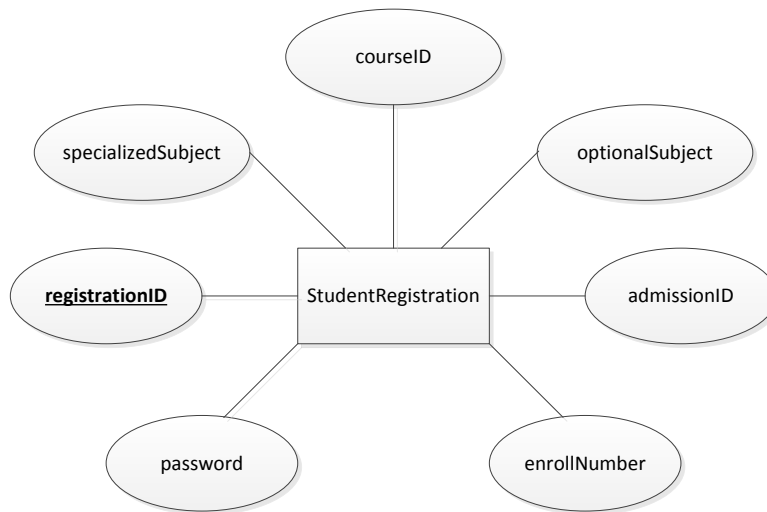 courseID
specializedSubject
optionalSubject
registrationID
StudentRegistration
admissionID
password
enrollNumber